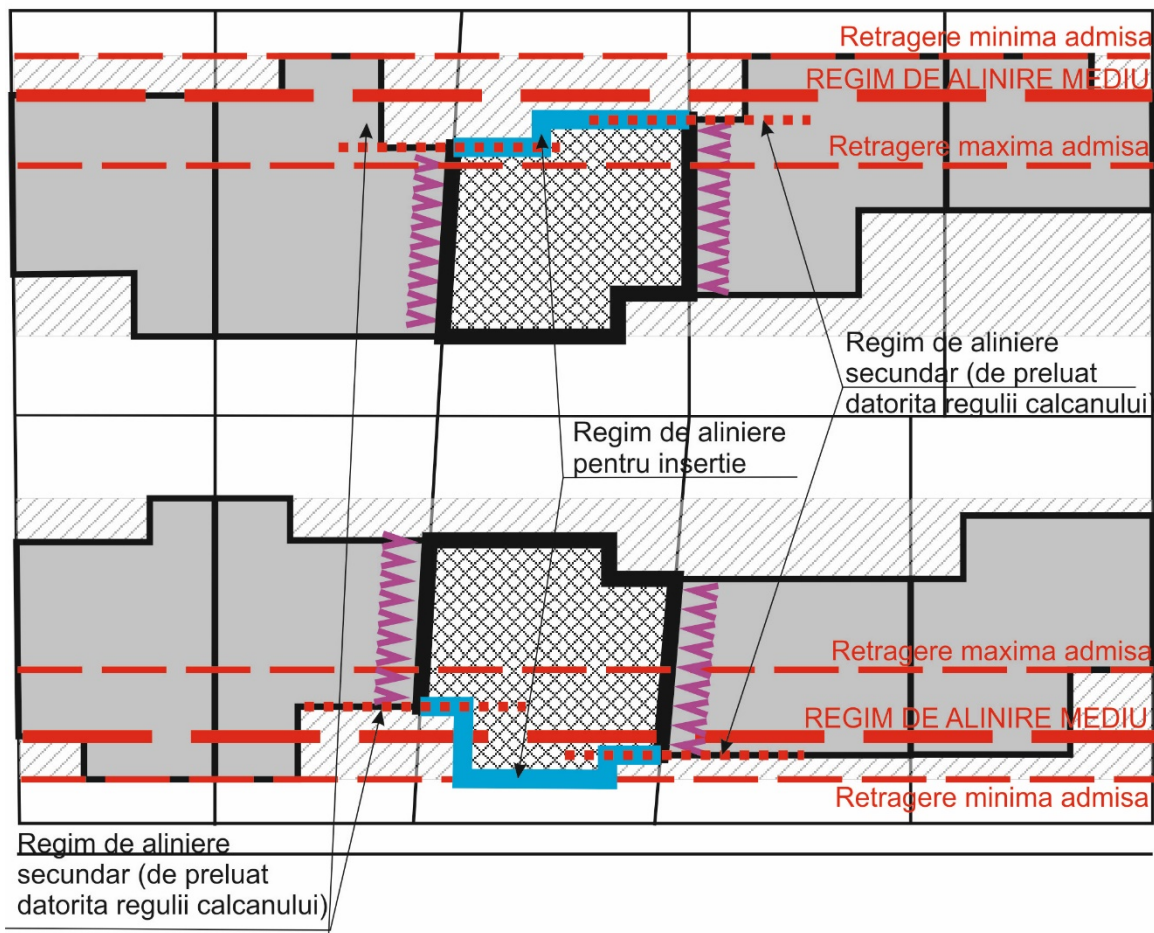 Retragere minima admisa
REGIM DE ALINIRE MEDIU
Retragere maxima admisa
Regim de aliniere
secundar (de preluat
datorita regulii calcanului)
Regim de aliniere
pentru insertie
Retragere maxima admisa
REGIM DE ALINIRE MEDIU
Retragere minima admisa
Regim de aliniere
secundar (de preluat
datorita regulii calcanului)